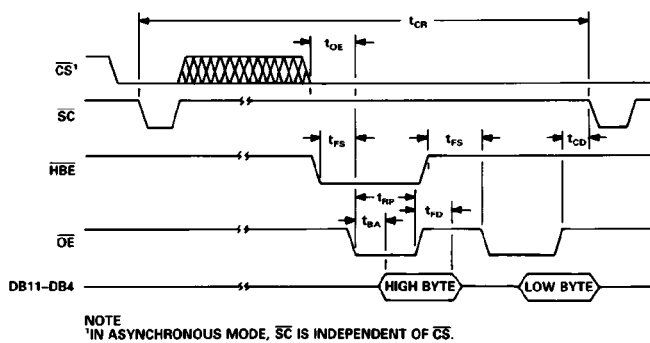 tCR
tOE
CS¹
SC
tFS
tFS
tCD
HBE
tRP
tBA
tFD
OE
DB11–DB4
HIGH BYTE
LOW BYTE
NOTE
¹IN ASYNCHRONOUS MODE, SC IS INDEPENDENT OF CS.